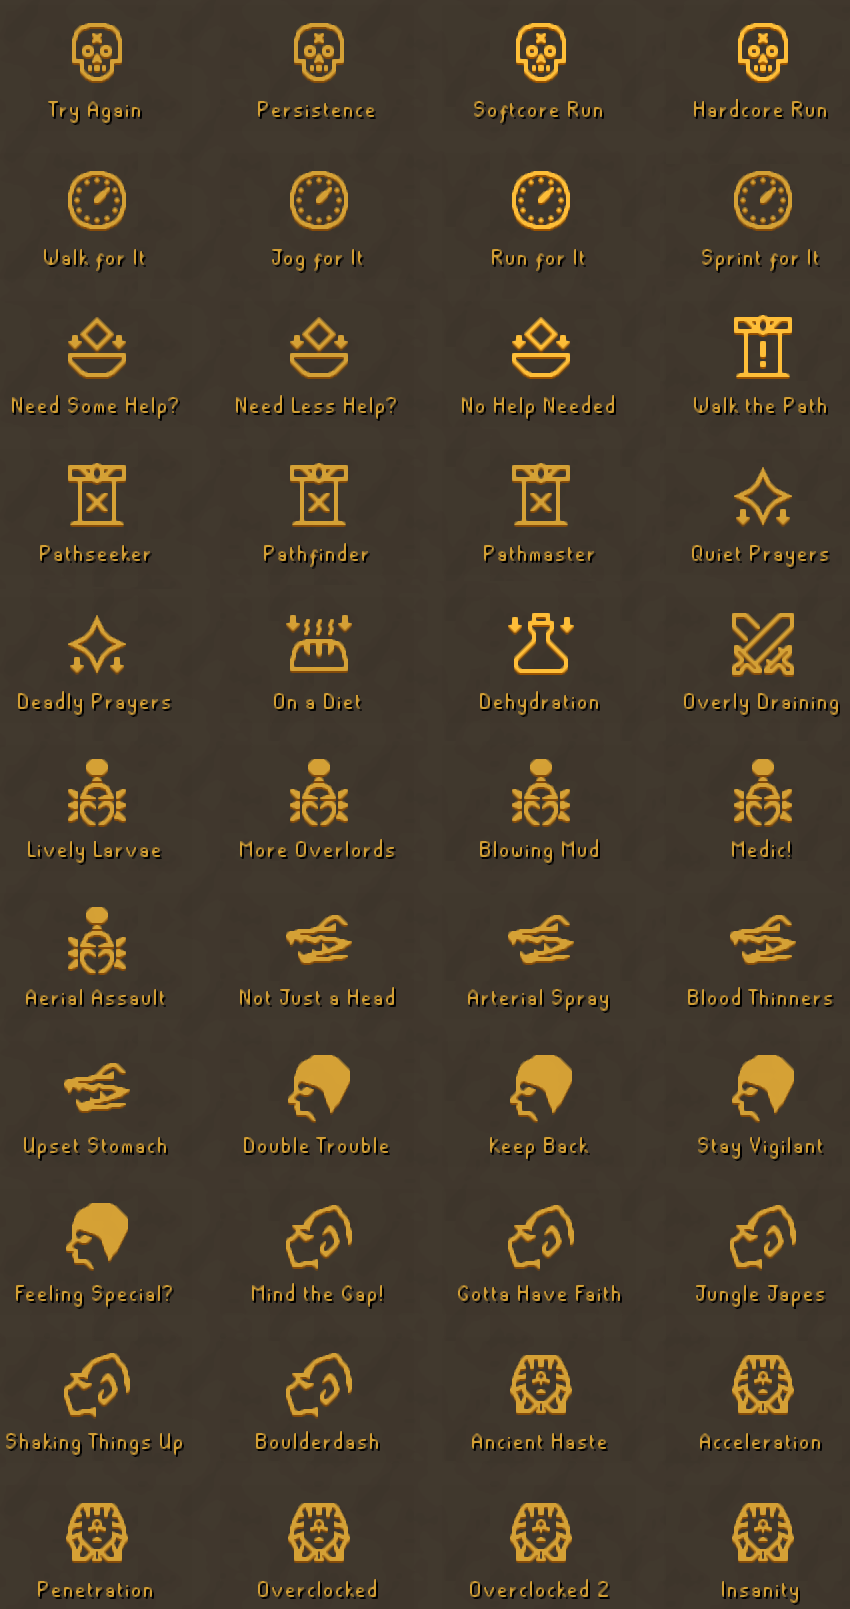 Try Again Persistence Softcore Run Hardcore Run
Walk for It Jog for It Run for It Sprint for It
Need Some Help? Need Less Help? No Help Needed Walk the Path
Pathseeker Pathfinder Pathmaster Quiet Prayers
Deadly Prayers On a Diet Dehydration Overly Draining
Lively Larvae More Overlords Blowing Mud Medic!
Aerial Assault Not Just a Head Arterial Spray Blood Thinners
Upset Stomach Double Trouble Keep Back Stay Vigilant
Feeling Special? Mind the Gap! Gotta Have Faith Jungle Japes
Shaking Things Up Boulderdash Ancient Haste Acceleration
Penetration Overclocked Overclocked 2 Insanity